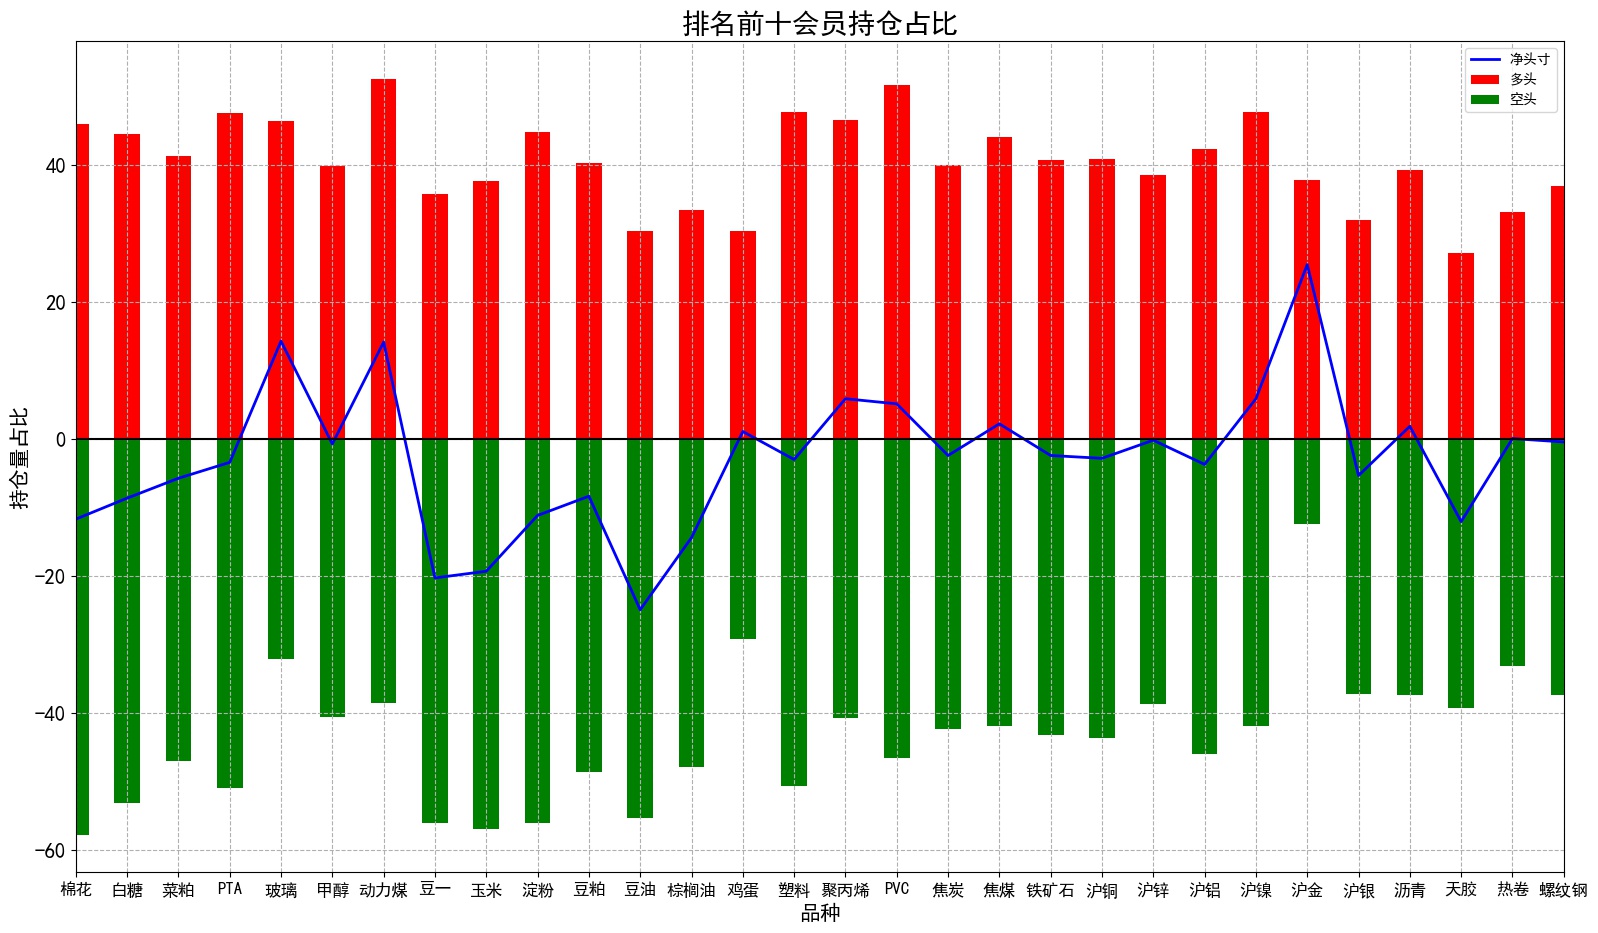 排名前十会员持仓占比
净头寸
多头
空头
持仓量占比
40
20
0
−20
−40
−60
棉花 白糖 菜粕 PTA 玻璃 甲醇 动力煤 豆一 玉米 淀粉 豆粕 豆油 棕榈油 鸡蛋 塑料 聚丙烯 PVC 焦炭 焦煤 铁矿石 沪铜 沪锌 沪铝 沪镍 沪金 沪银 沥青 天胶 热卷 螺纹钢
品种